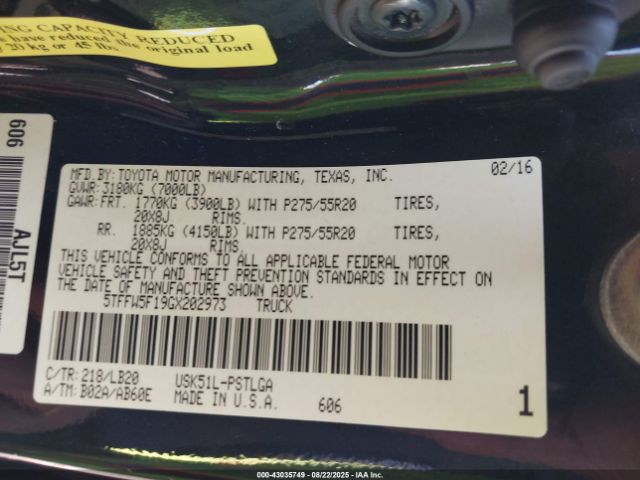 ING CAPACITY REDUCED
have reduced the original load
20 kg or 45 lbs.
606
AJL5T
MFD.BY:TOYOTA MOTOR MANUFACTURING, TEXAS, INC. 02/16
GVWR:3180KG (7000LB)
GAWR:FRT. 1770KG (3900LB) WITH P275/55R20 TIRES,
20X8J RIMS.
RR. 1885KG (4150LB) WITH P275/55R20 TIRES,
20X8J RIMS.
THIS VEHICLE CONFORMS TO ALL APPLICABLE FEDERAL MOTOR
VEHICLE SAFETY AND THEFT PREVENTION STANDARDS IN EFFECT ON
THE DATE OF MANUFACTURE SHOWN ABOVE.
5TFFW5F19GX202973 TRUCK
C/TR:218/LB20 USK51L-PSTLGA
A/TM:B02A/AB60E MADE IN U.S.A. 606 1
000-43035749 - 08/22/2025 - IAAI.COM